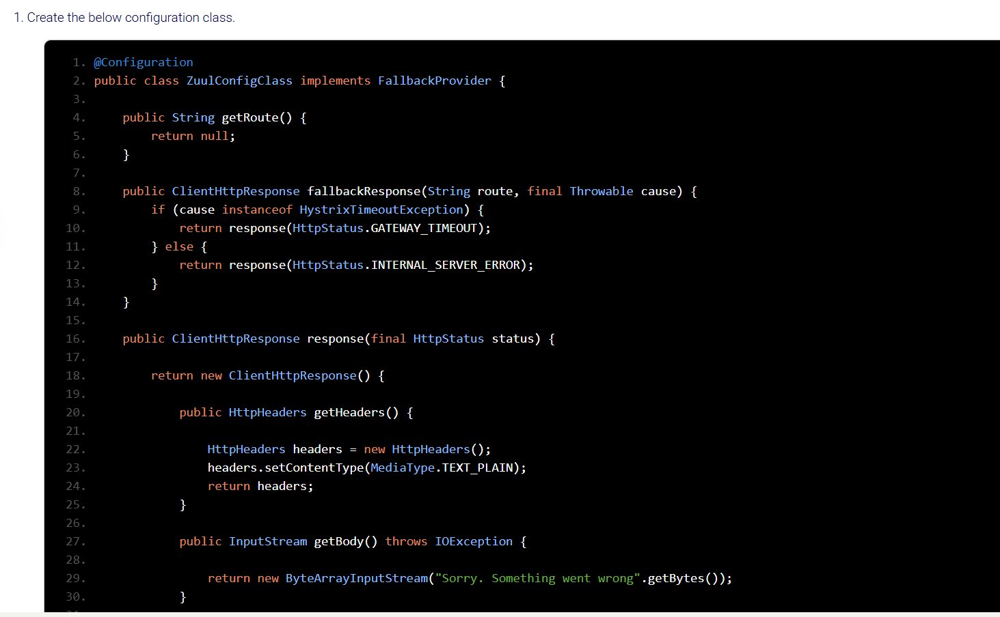 1. Create the below configuration class.
1. @Configuration
2. public class ZuulConfigClass implements FallbackProvider {
3.
4. public String getRoute() {
5. return null;
6. }
7.
8. public ClientHttpResponse fallbackResponse(String route, final Throwable cause) {
9. if (cause instanceof HystrixTimeoutException) {
10. return response(HttpStatus.GATEWAY_TIMEOUT);
11. } else {
12. return response(HttpStatus.INTERNAL_SERVER_ERROR);
13. }
14. }
15.
16. public ClientHttpResponse response(final HttpStatus status) {
17.
18. return new ClientHttpResponse() {
19.
20. public HttpHeaders getHeaders() {
21.
22. HttpHeaders headers = new HttpHeaders();
23. headers.setContentType(MediaType.TEXT_PLAIN);
24. return headers;
25. }
26.
27. public InputStream getBody() throws IOException {
28.
29. return new ByteArrayInputStream("Sorry. Something went wrong".getBytes());
30. }